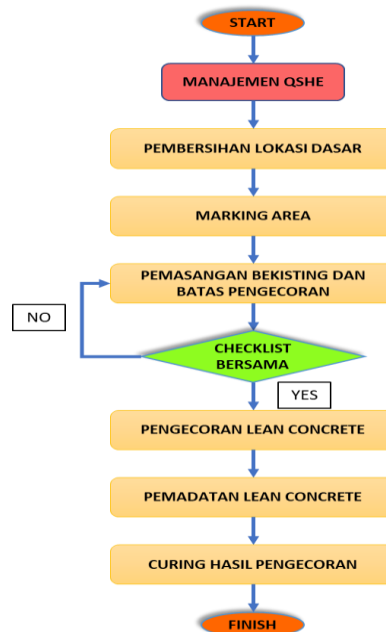 START
MANAJEMEN QSHE
PEMBERSIHAN LOKASI DASAR
MARKING AREA
PEMASANGAN BEKISTING DAN
BATAS PENGECORAN
NO
CHECKLIST
BERSAMA
YES
PENGECORAN LEAN CONCRETE
PEMADATAN LEAN CONCRETE
CURING HASIL PENGECORAN
FINISH